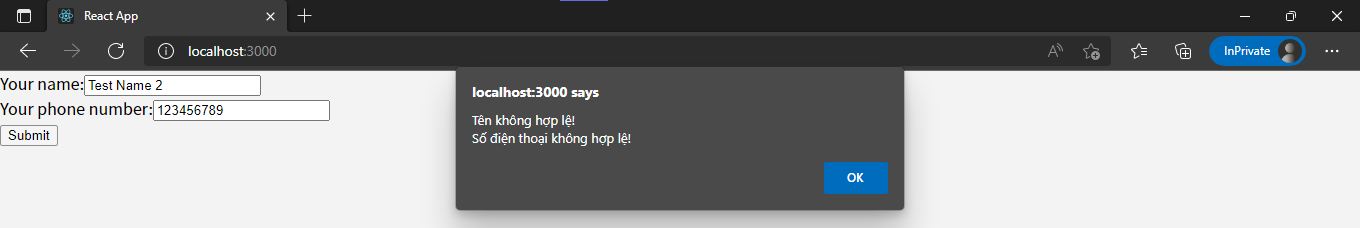 React App
localhost:3000
InPrivate
Your name:Test Name 2
Your phone number:123456789
Submit
localhost:3000 says
Tên không hợp lệ!
Số điện thoại không hợp lệ!
OK